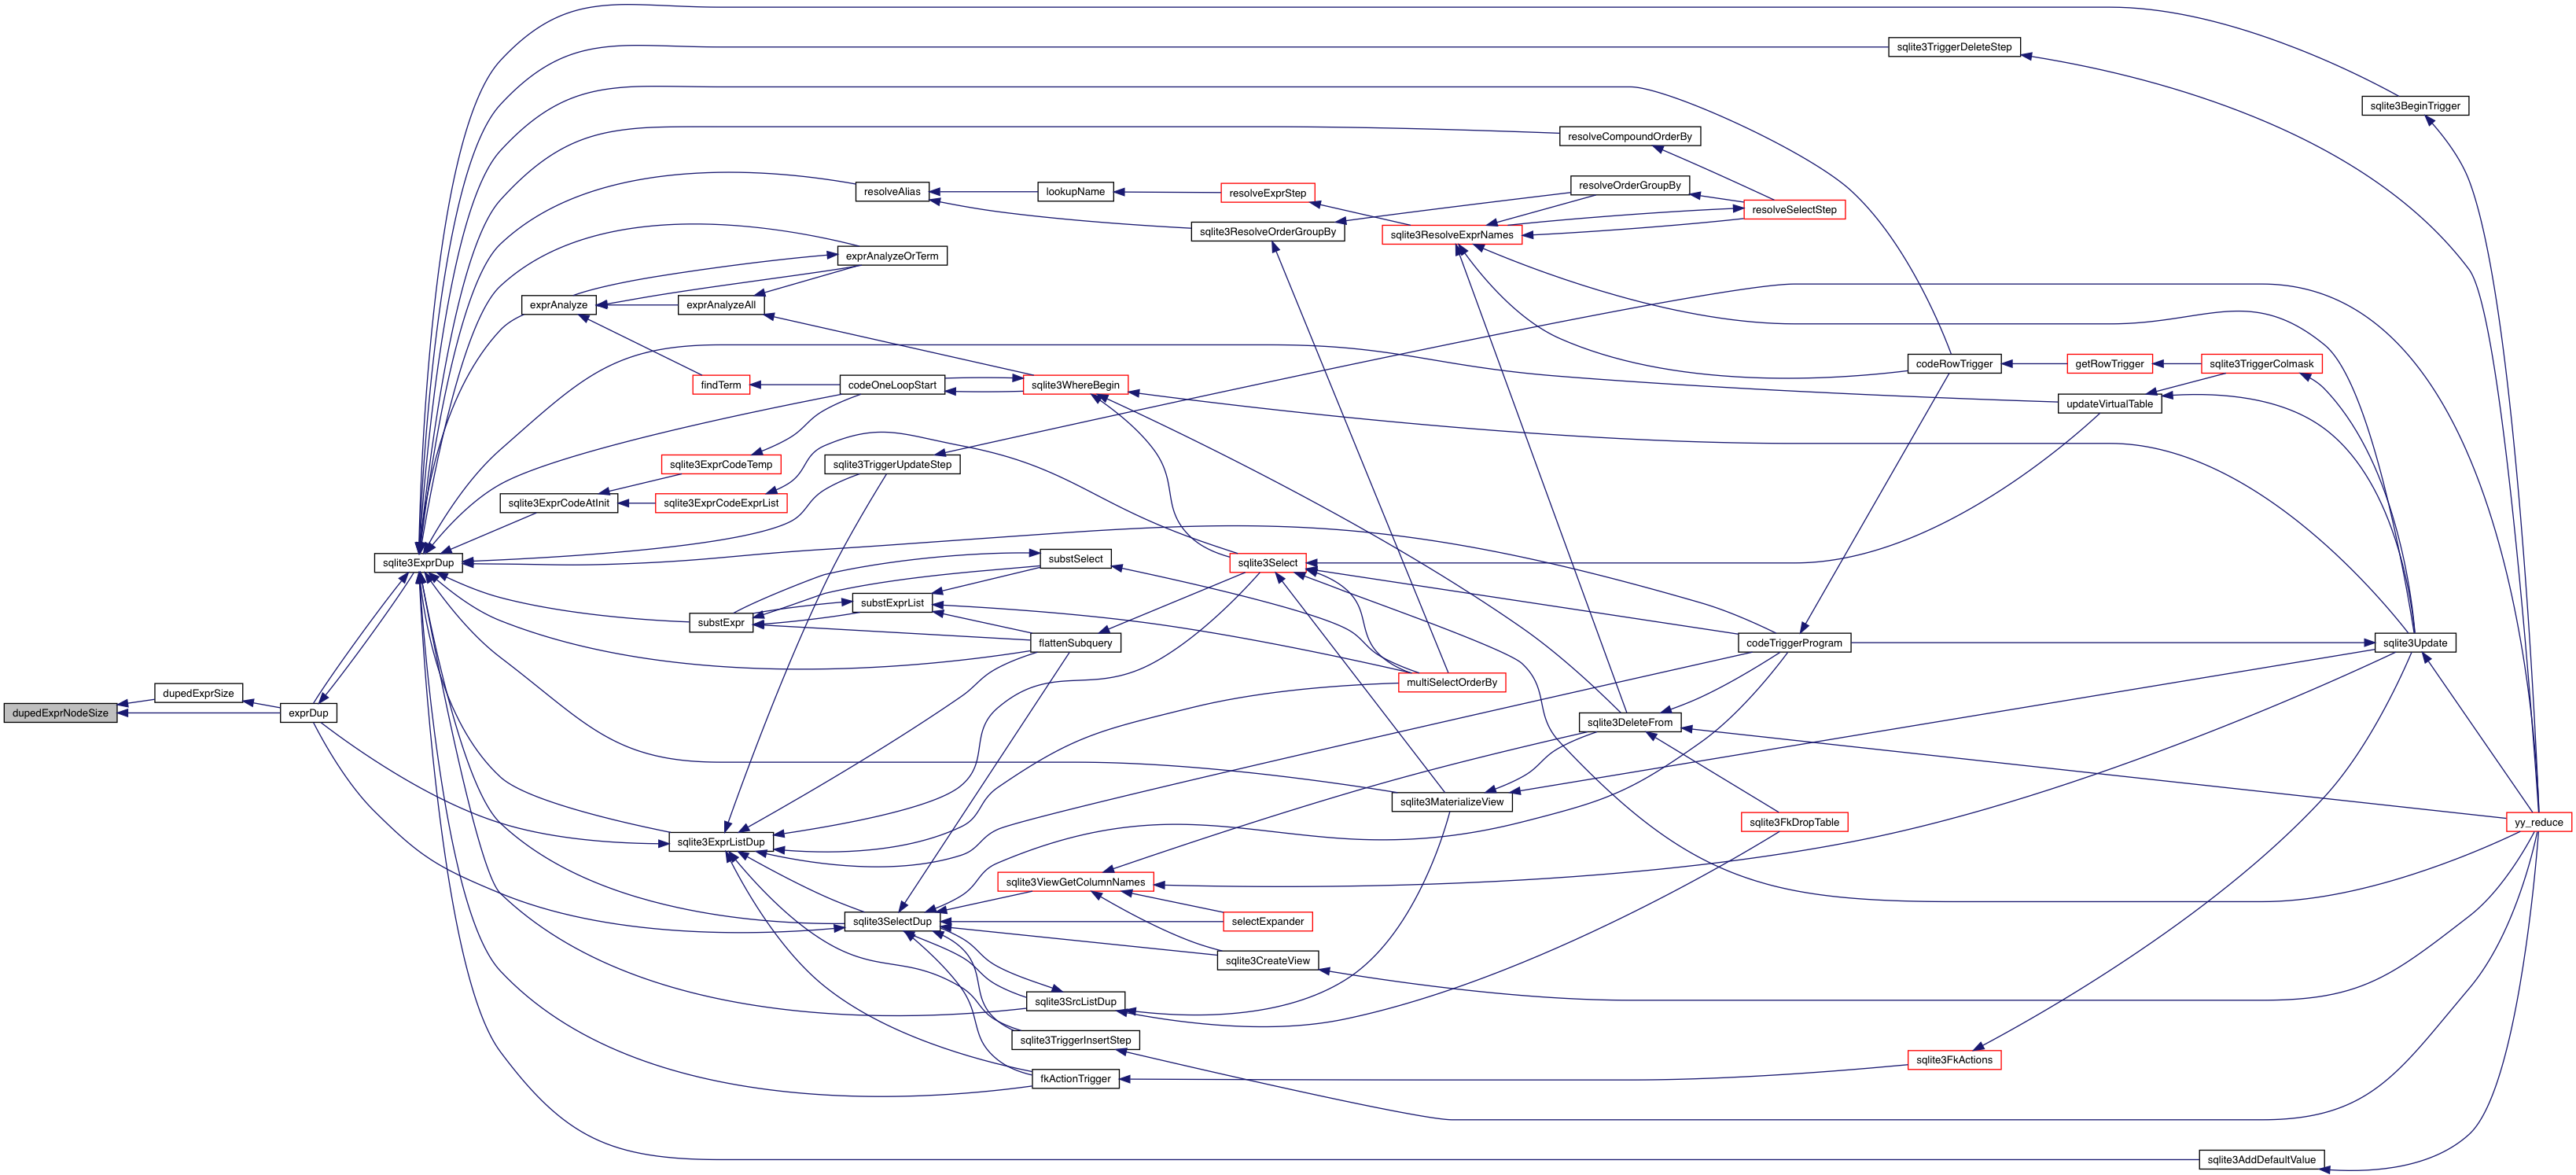 sqlite3TriggerDeleteStep
sqlite3BeginTrigger
resolveCompoundOrderBy
resolveAlias
lookupName
resolveExprStep
resolveOrderGroupBy
resolveSelectStep
sqlite3ResolveOrderGroupBy
sqlite3ResolveExprNames
exprAnalyzeOrTerm
exprAnalyze
exprAnalyzeAll
codeRowTrigger
getRowTrigger
sqlite3TriggerColmask
findTerm
codeOneLoopStart
sqlite3WhereBegin
updateVirtualTable
sqlite3ExprCodeTemp
sqlite3TriggerUpdateStep
sqlite3ExprCodeAtInit
sqlite3ExprCodeExprList
sqlite3ExprDup
substSelect
sqlite3Select
substExprList
substExpr
flattenSubquery
codeTriggerProgram
sqlite3Update
multiSelectOrderBy
dupedExprSize
dupedExprNodeSize
exprDup
sqlite3DeleteFrom
sqlite3MaterializeView
sqlite3FkDropTable
yy_reduce
sqlite3ExprListDup
sqlite3ViewGetColumnNames
sqlite3SelectDup
selectExpander
sqlite3CreateView
sqlite3SrcListDup
sqlite3TriggerInsertStep
sqlite3FkActions
fkActionTrigger
sqlite3AddDefaultValue